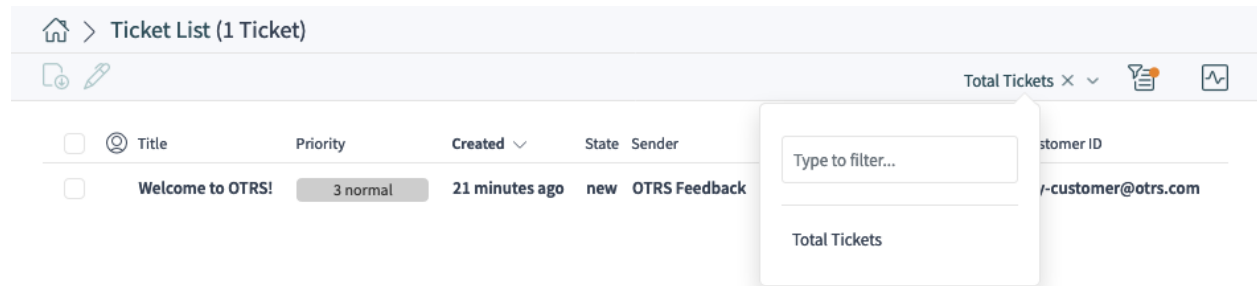 Ticket List (1 Ticket)
Total Tickets
Title Priority Created State Sender stomer ID
Type to filter...
Welcome to OTRS! 3 normal 21 minutes ago new OTRS Feedback -customer@otrs.com
Total Tickets